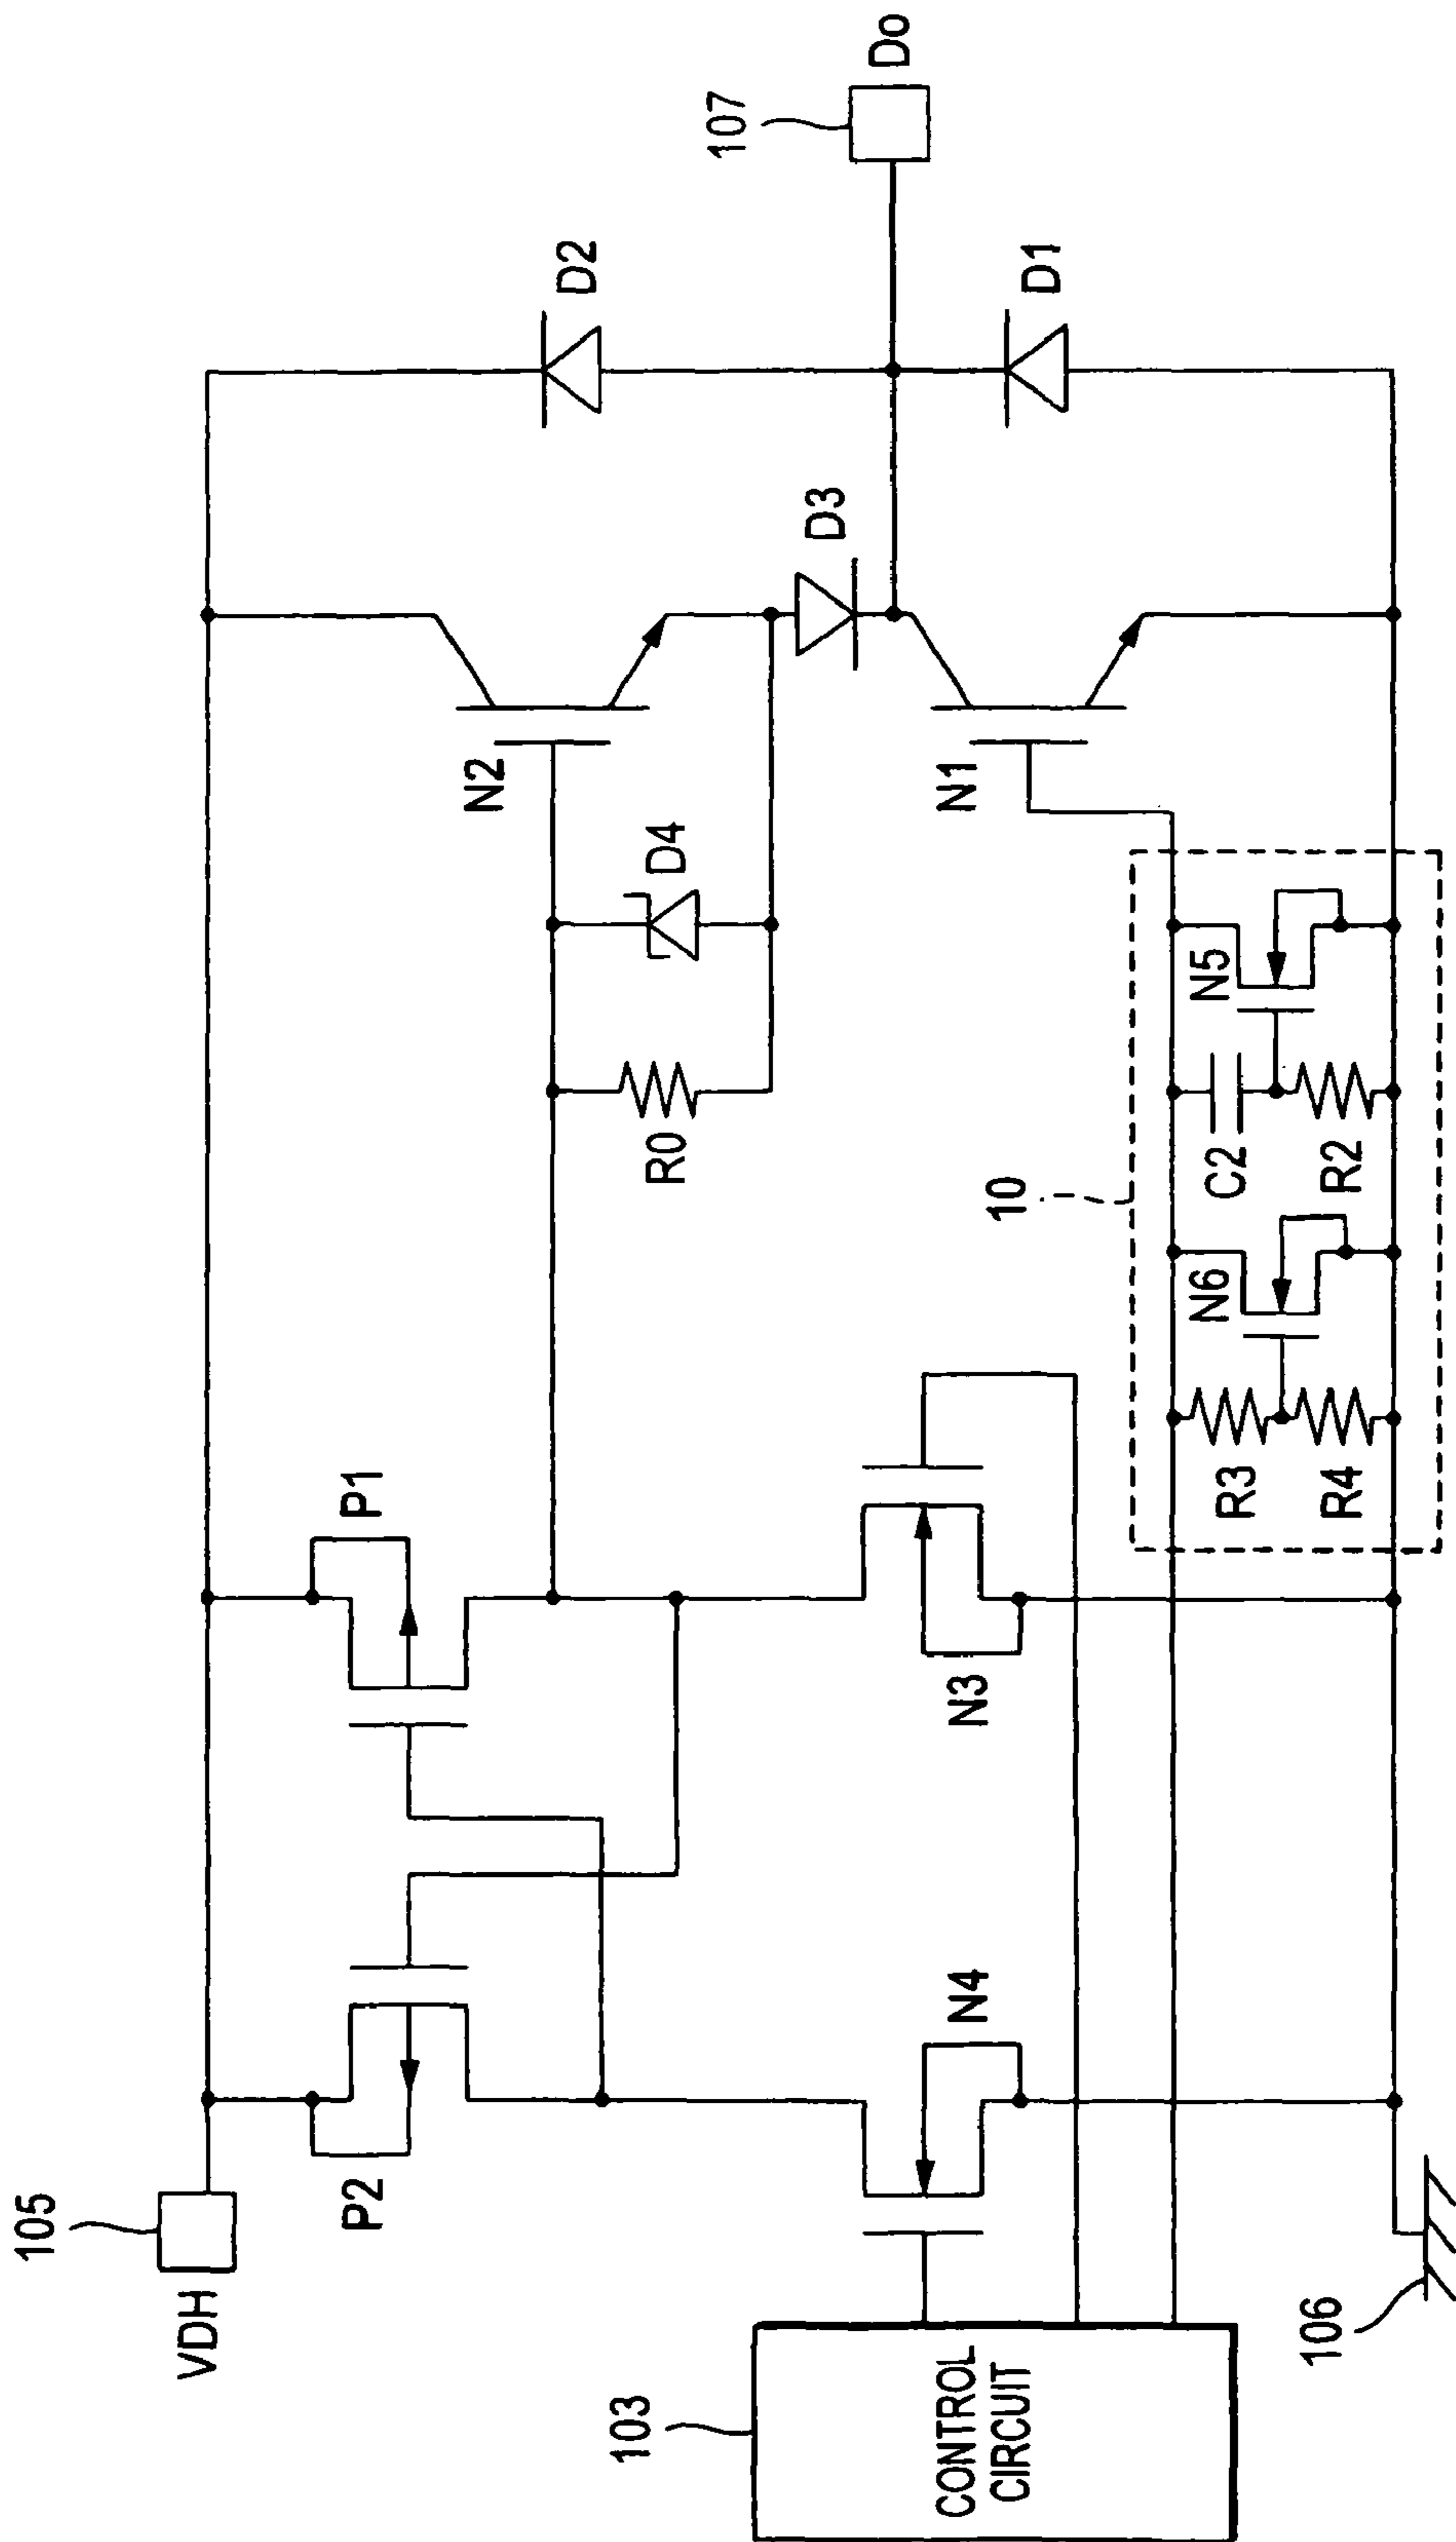 105
VDH
P2
P1
N2
D4
R0
D3
D2
107
Do
D1
N1
103
CONTROL
CIRCUIT
N4
N3
10
R3
R4
N6
C2
R2
N5
106